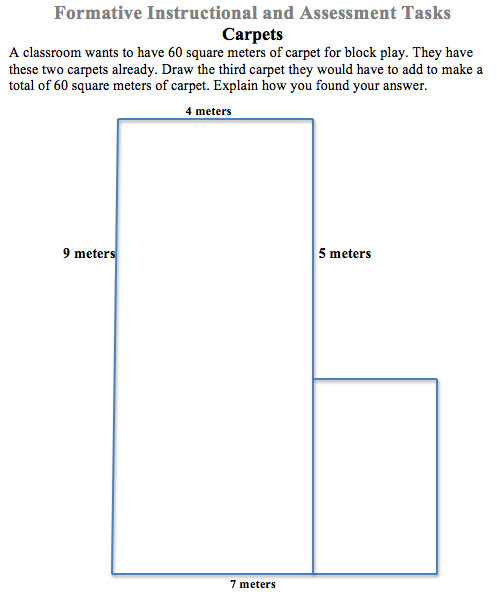 Formative Instructional and Assessment Tasks
Carpets
A classroom wants to have 60 square meters of carpet for block play. They have
these two carpets already. Draw the third carpet they would have to add to make a
total of 60 square meters of carpet. Explain how you found your answer.
4 meters
9 meters
5 meters
7 meters